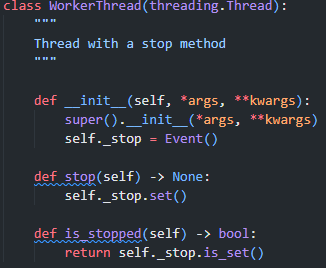 class WorkerThread(threading.Thread):
    """
    Thread with a stop method
    """
    def __init__(self, *args, **kwargs):
        super().__init__(*args, **kwargs)
        self._stop = Event()
    def stop(self) -> None:
        self._stop.set()
    def is_stopped(self) -> bool:
        return self._stop.is_set()